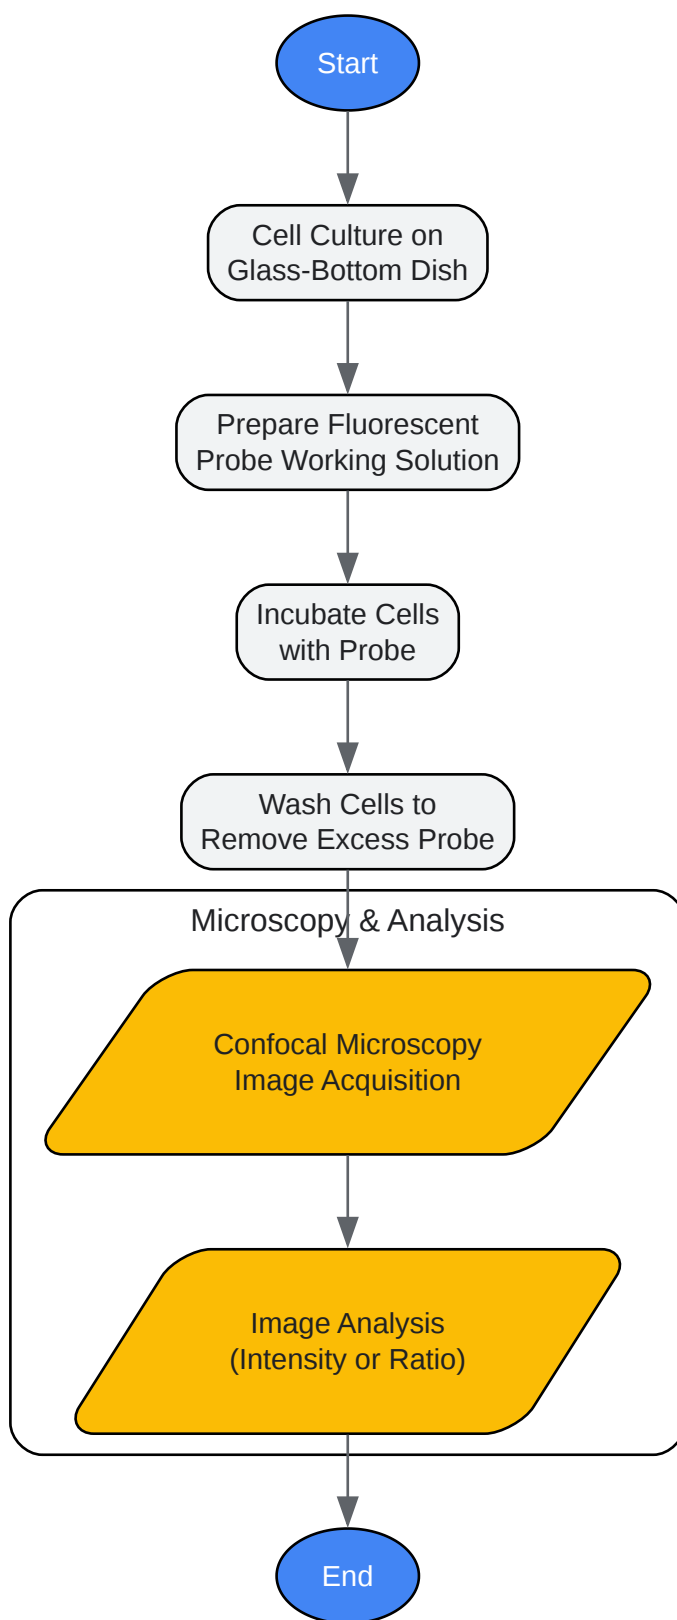 Start
Cell Culture on
Glass-Bottom Dish
Prepare Fluorescent
Probe Working Solution
Incubate Cells
with Probe
Wash Cells to
Remove Excess Probe
Microscopy & Analysis
Confocal Microscopy
Image Acquisition
Image Analysis
(Intensity or Ratio)
End